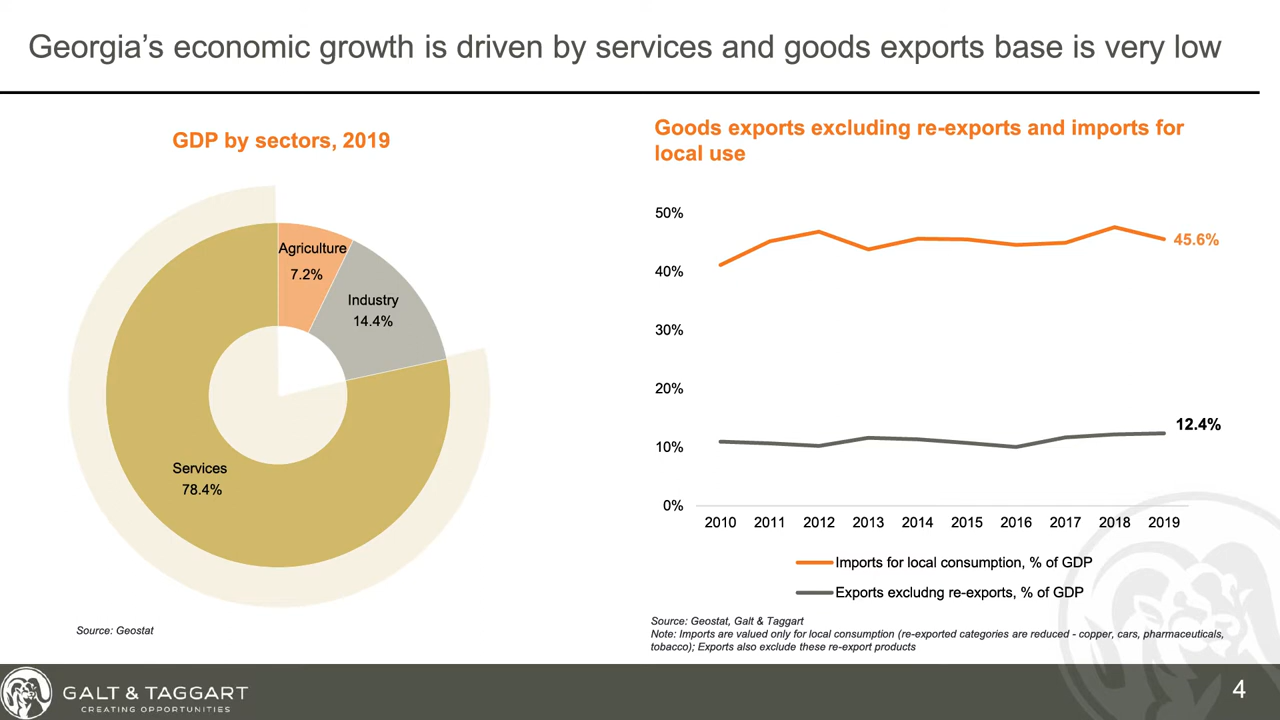 Georgia’s economic growth is driven by services and goods exports base is very low
GDP by sectors, 2019
Agriculture
7.2%
Industry
14.4%
Services
78.4%
Source: Geostat
Goods exports excluding re-exports and imports for
local use
50%
40%
30%
20%
10%
0%
45.6%
12.4%
2010 2011 2012 2013 2014 2015 2016 2017 2018 2019
Imports for local consumption, % of GDP
Exports excludng re-exports, % of GDP
Source: Geostat, Galt & Taggart
Note: Imports are valued only for local consumption (re-exported categories are reduced - copper, cars, pharmaceuticals,
tobacco); Exports also exclude these re-export products
GALT & TAGGART
CREATING OPPORTUNITIES
4